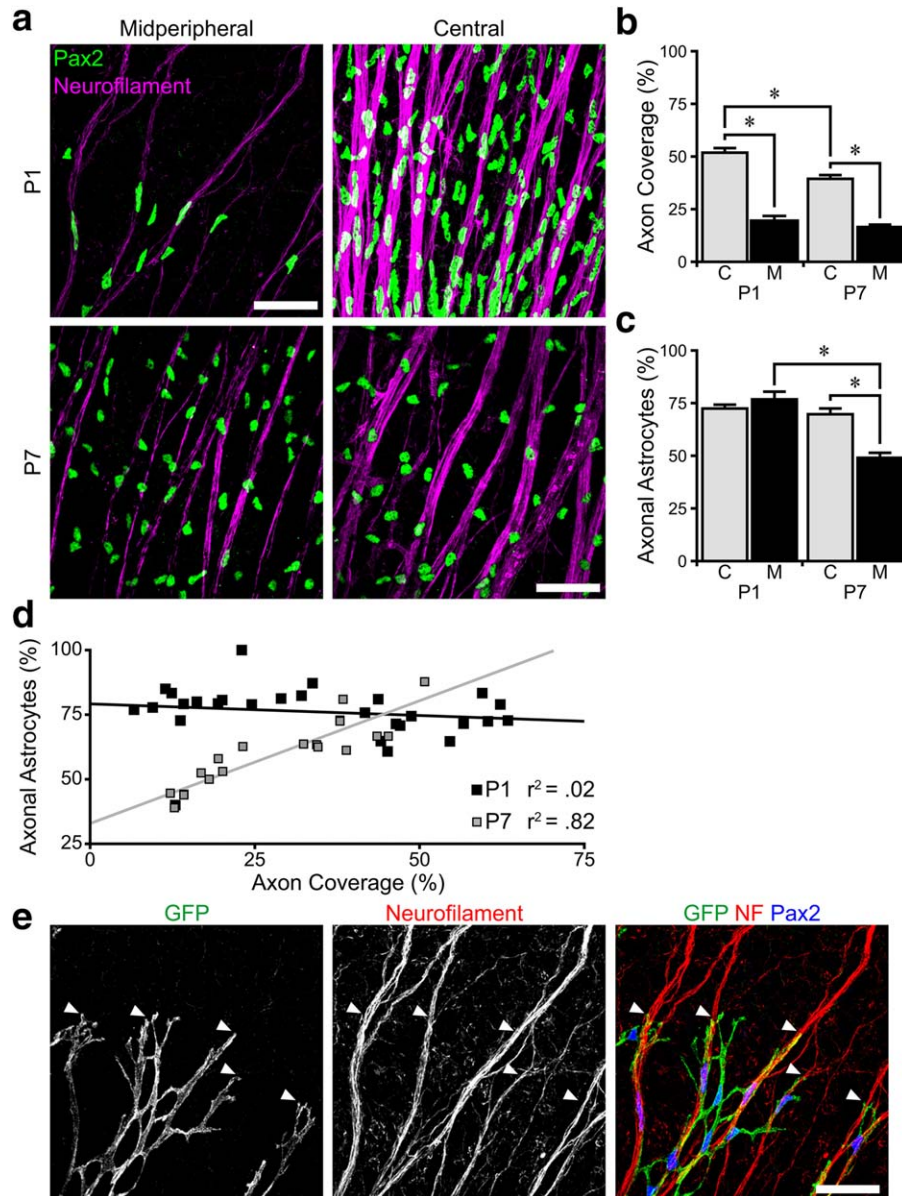 a
Midperipheral Central
Pax2
Neurofilament
P1
P7
b
Axon Coverage (%)
100
75
50
25
0
* * *
C M C M
P1 P7
c
Axonal Astrocytes (%)
100
75
50
25
0
* *
C M C M
P1 P7
d
Axonal Astrocytes (%)
100
75
50
25
0 25 50 75
Axon Coverage (%)
P1 r² = .02
P7 r² = .82
e
GFP Neurofilament GFP NF Pax2